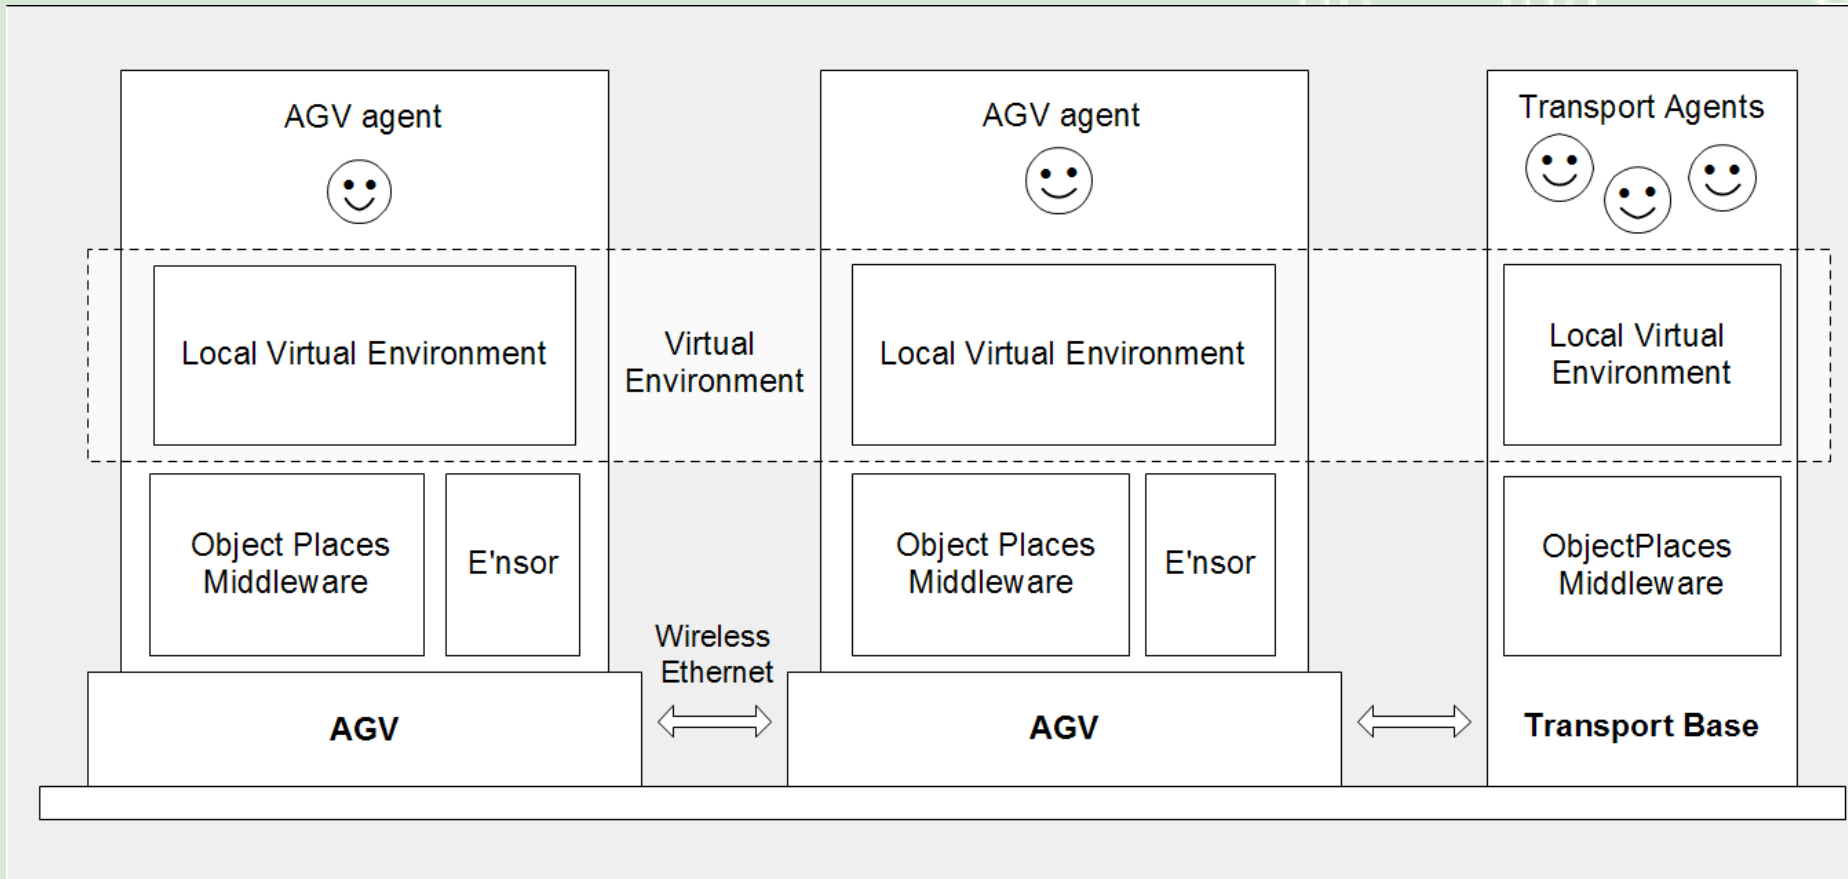 AGV agent
AGV agent
Transport Agents
Local Virtual Environment
Virtual
Environment
Local Virtual Environment
Local Virtual
Environment
Object Places
Middleware
E'nsor
Object Places
Middleware
E'nsor
ObjectPlaces
Middleware
Wireless
Ethernet
AGV
AGV
Transport Base